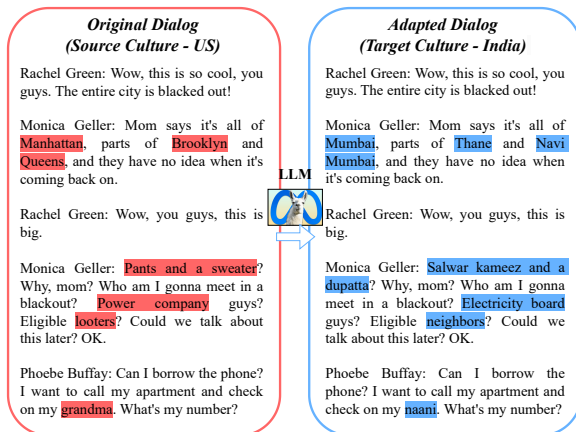 Original Dialog
(Source Culture - US)
Rachel Green: Wow, this is so cool, you
guys. The entire city is blacked out!
Monica Geller: Mom says it's all of
Manhattan, parts of Brooklyn and
Queens, and they have no idea when it's
coming back on.
Rachel Green: Wow, you guys, this is
big.
Monica Geller: Pants and a sweater?
Why, mom? Who am I gonna meet in a
blackout? Power company guys?
Eligible looters? Could we talk about
this later? OK.
Phoebe Buffay: Can I borrow the phone?
I want to call my apartment and check
on my grandma. What's my number?
LLM
Adapted Dialog
(Target Culture - India)
Rachel Green: Wow, this is so cool, you
guys. The entire city is blacked out!
Monica Geller: Mom says it's all of
Mumbai, parts of Thane and Navi
Mumbai, and they have no idea when
it's coming back on.
Rachel Green: Wow, you guys, this is
big.
Monica Geller: Salwar kameez and a
dupatta? Why, mom? Who am I gonna
meet in a blackout? Electricity board
guys? Eligible neighbors? Could we
talk about this later? OK.
Phoebe Buffay: Can I borrow the
phone? I want to call my apartment and
check on my naani. What's my number?